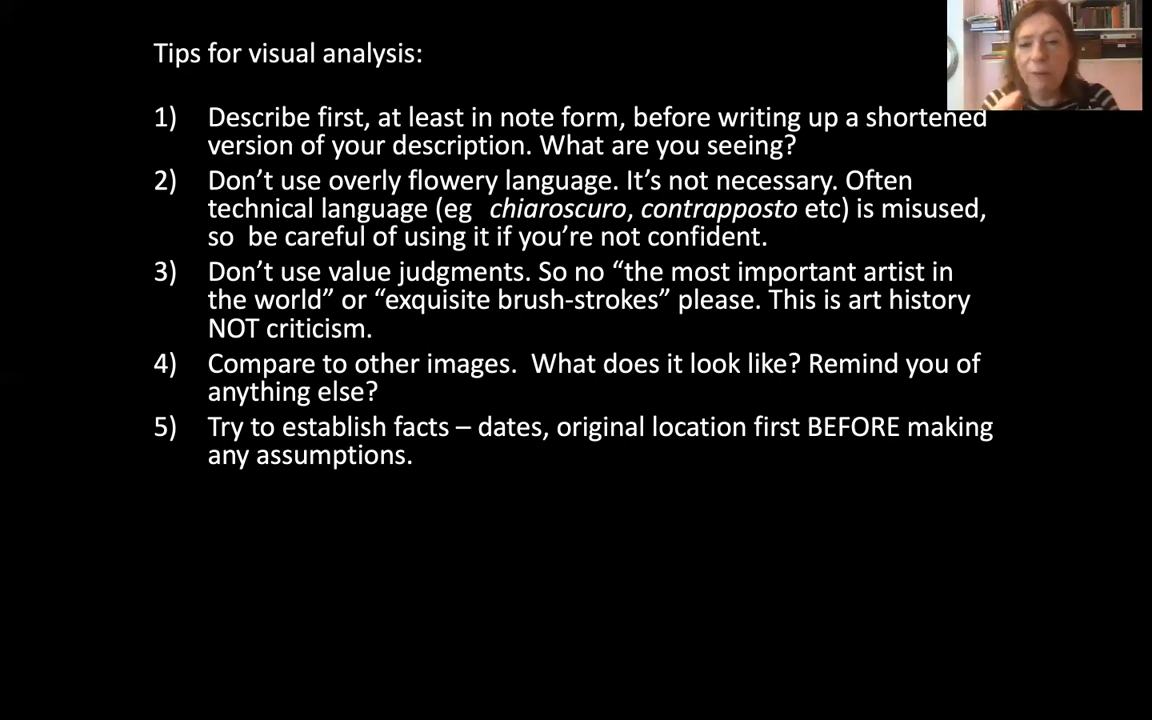 Tips for visual analysis:
1) Describe first, at least in note form, before writing up a shortened
version of your description. What are you seeing?
2) Don’t use overly flowery language. It’s not necessary. Often
technical language (eg chiaroscuro, contrapposto etc) is misused,
so be careful of using it if you’re not confident.
3) Don’t use value judgments. So no “the most important artist in
the world” or “exquisite brush-strokes” please. This is art history
NOT criticism.
4) Compare to other images. What does it look like? Remind you of
anything else?
5) Try to establish facts – dates, original location first BEFORE making
any assumptions.